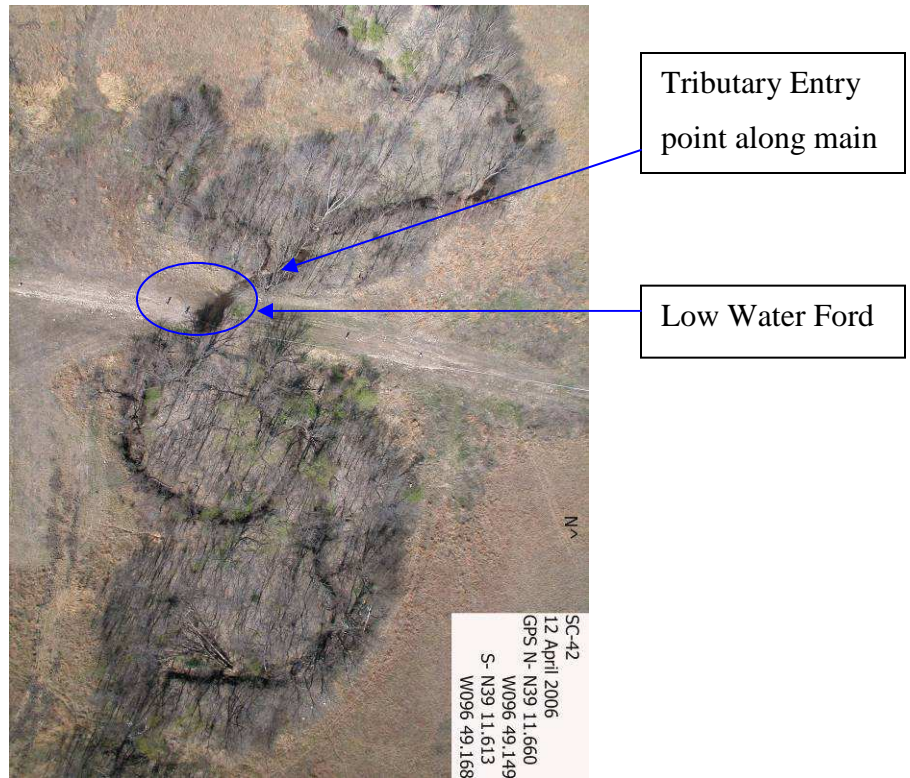 Tributary Entry
point along main
Low Water Ford
N^
SC-42
12 April 2006
GPS N- N39 11.660
W096 49.149
S- N39 11.613
W096 49.168